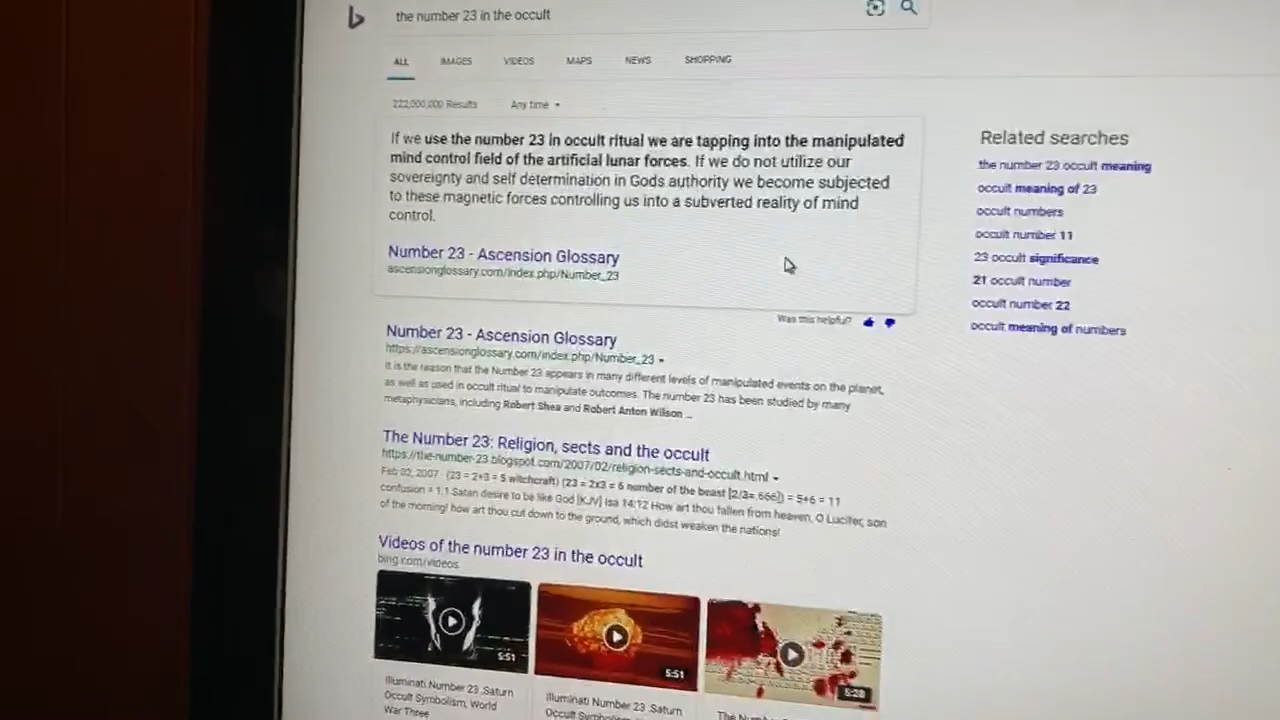 the number 23 in the occult
ALL IMAGES VIDEOS MAPS NEWS SHOPPING
222,000,000 Results Any time
If we use the number 23 in occult ritual we are tapping into the manipulated
mind control field of the artificial lunar forces. If we do not utilize our
sovereignty and self determination in Gods authority we become subjected
to these magnetic forces controlling us into a subverted reality of mind
control.
Number 23 - Ascension Glossary
ascensionglossary.com/index.php/Number_23
Was this helpful?
Number 23 - Ascension Glossary
https://ascensionglossary.com/index.php/Number_23
It is the reason that the Number 23 appears in many different levels of manipulated events on the planet,
as well as used in occult ritual to manipulate outcomes. The number 23 has been studied by many
metaphysicians, including Robert Shea and Robert Anton Wilson ...
The Number 23: Religion, sects and the occult
https://the-number-23.blogspot.com/2007/02/religion-sects-and-occult.html
Feb 02, 2007 · (23 = 2+3 = 5 witchcraft) (23 = 2x3 = 6 number of the beast [2/3=.666]) = 5+6 = 11
confusion = 1:1 Satan desire to be like God [KJV] Isa 14:12 How art thou fallen from heaven, O Lucifer, son
of the morning! how art thou cut down to the ground, which didst weaken the nations!
Videos of the number 23 in the occult
bing.com/videos
5:51
5:51
5:28
Illuminati Number 23 ,Saturn
Occult Symbolism, World
War Three
Illuminati Number 23 ,Saturn
Occult Symbolism,
The Number
Related searches
the number 23 occult meaning
occult meaning of 23
occult numbers
occult number 11
23 occult significance
21 occult number
occult number 22
occult meaning of numbers